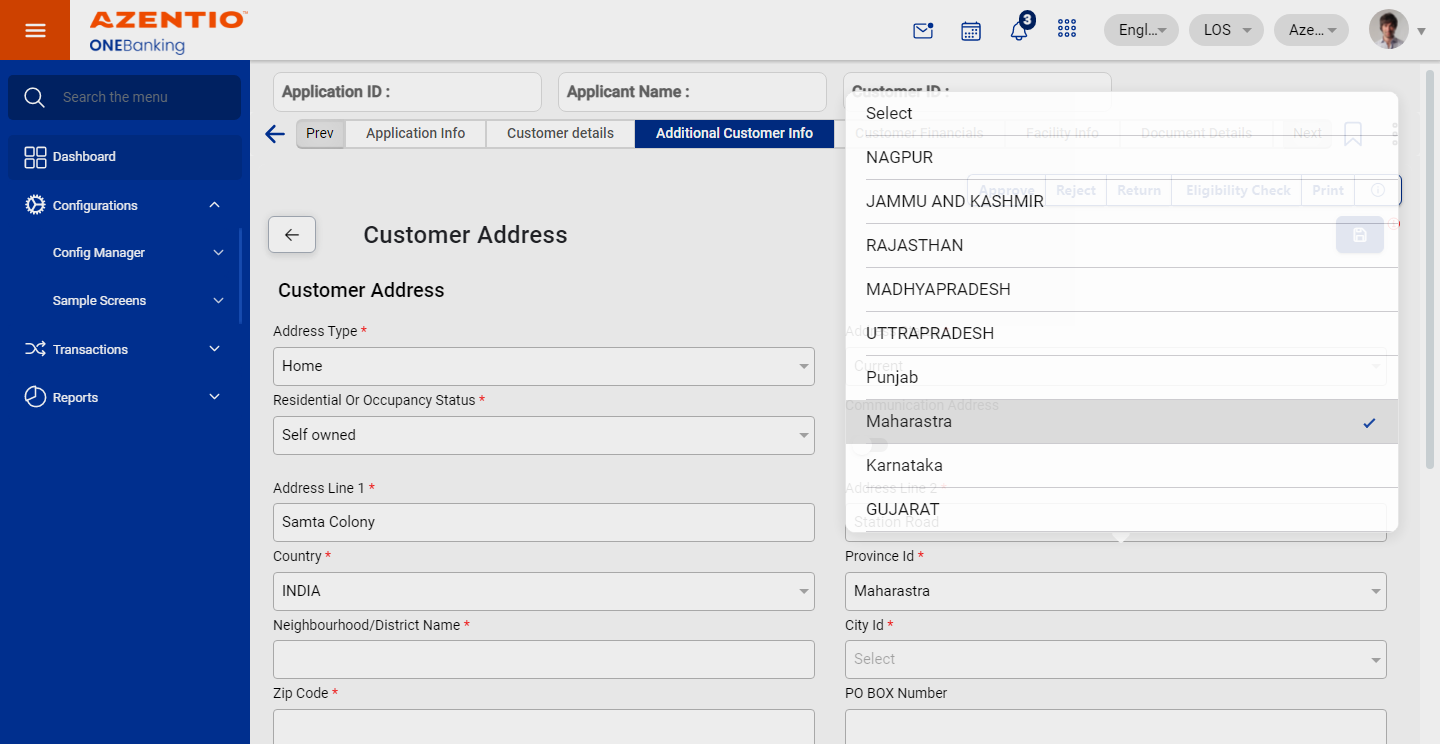 AZENTIO™
ONEBanking
3
Engl...
LOS
Aze...
Search the menu
Dashboard
Configurations
Config Manager
Sample Screens
Transactions
Reports
Application ID :
Applicant Name :
Customer ID :
Prev
Application Info
Customer details
Additional Customer Info
Customer Financials
Facility Info
Document Details
Next
Approve
Reject
Return
Eligibility Check
Print
Customer Address
Customer Address
Address Type *
Home
Current
Residential Or Occupancy Status *
Communication Address
Self owned
Address Line 1 *
Address Line 2 *
Samta Colony
Station Road
Country *
Province Id *
INDIA
Maharastra
Neighbourhood/District Name *
City Id *
Select
Zip Code *
PO BOX Number
Select
NAGPUR
JAMMU AND KASHMIR
RAJASTHAN
MADHYAPRADESH
UTTRAPRADESH
Punjab
Maharastra
Karnataka
GUJARAT